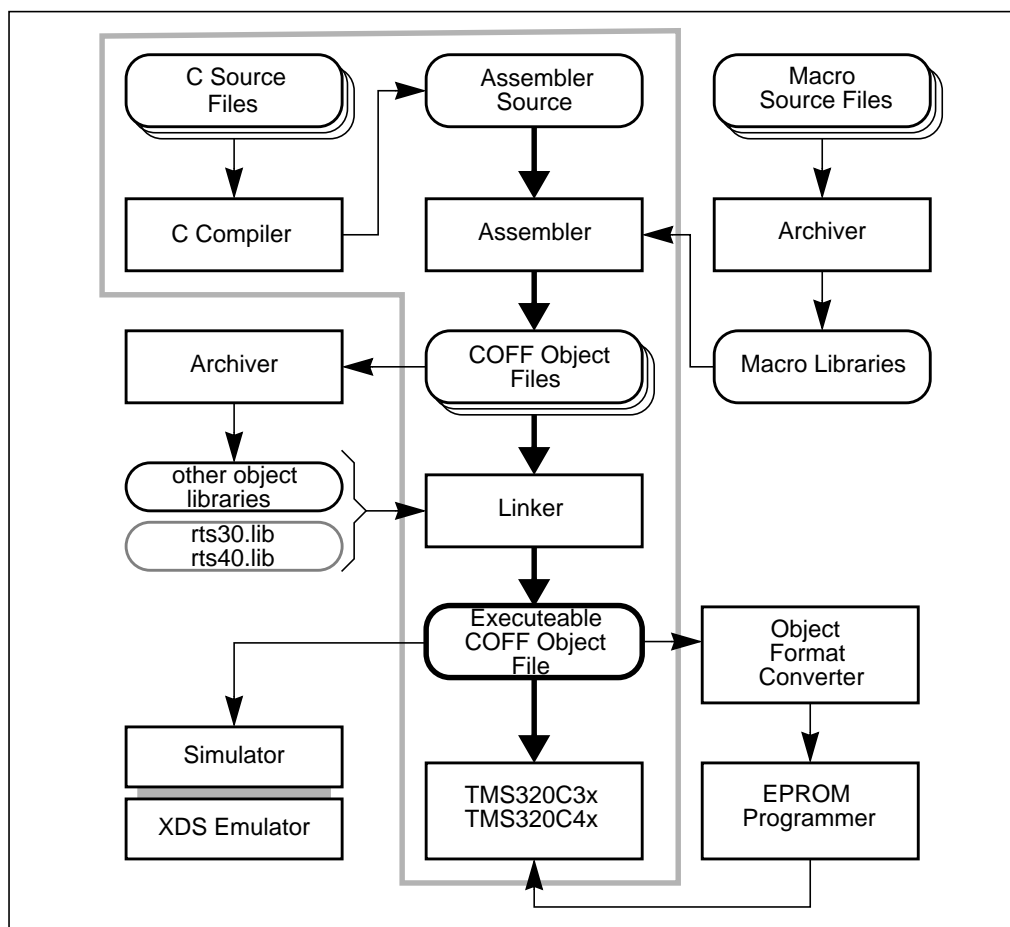 C Source
Files
Assembler
Source
Macro
Source Files
C Compiler
Assembler
Archiver
Archiver
COFF Object
Files
Macro Libraries
other object
libraries
rts30.lib
rts40.lib
Linker
Executeable
COFF Object
File
Object
Format
Converter
Simulator
XDS Emulator
TMS320C3x
TMS320C4x
EPROM
Programmer